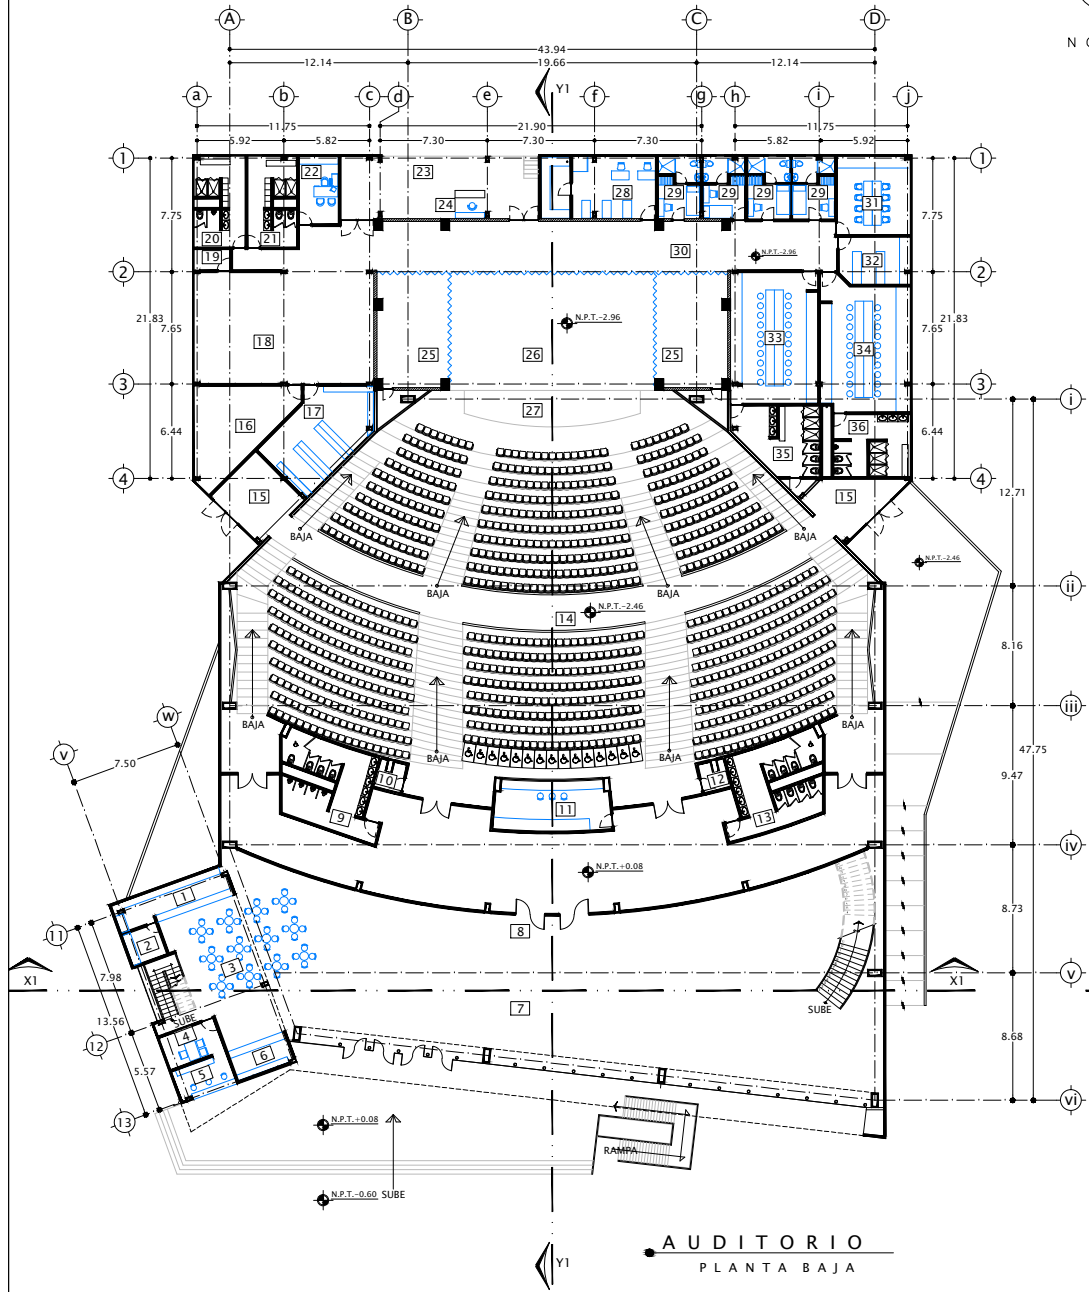 A B C D
N O
43.94
12.14 19.66 12.14
Y1
a b c d e f g h i j
11.75 21.90 11.75
5.92 5.82 7.30 7.30 7.30 5.82 5.92
1 1
22 23 28 29 29 29 29 31
24
7.75 7.75
20 21
19 30 N.P.T.-2.96 32
2 2
21.83 N.P.T.-2.96 21.83
7.65 7.65
18 25 26 25 33 34
3 3
i
17 27
16 36
6.44 6.44
35
4 4
15 15 12.71
BAJA BAJA
N.P.T.-2.46
BAJA BAJA
ii
N.P.T.-2.46
14
8.16
iii
w
BAJA BAJA
v
BAJA BAJA
7.50 47.75
10 12 9.47
11
9 13
iv
N.P.T.+0.08
1
8.73
11 8
2
3
X1 7.98 X1 v
7
SUBE SUBE
13.56
4
12 8.68
6
5.57 5
vi
13
N.P.T.+0.08
RAMPA
N.P.T.-0.60 SUBE
AUDITORIO
Y1
PLANTA BAJA